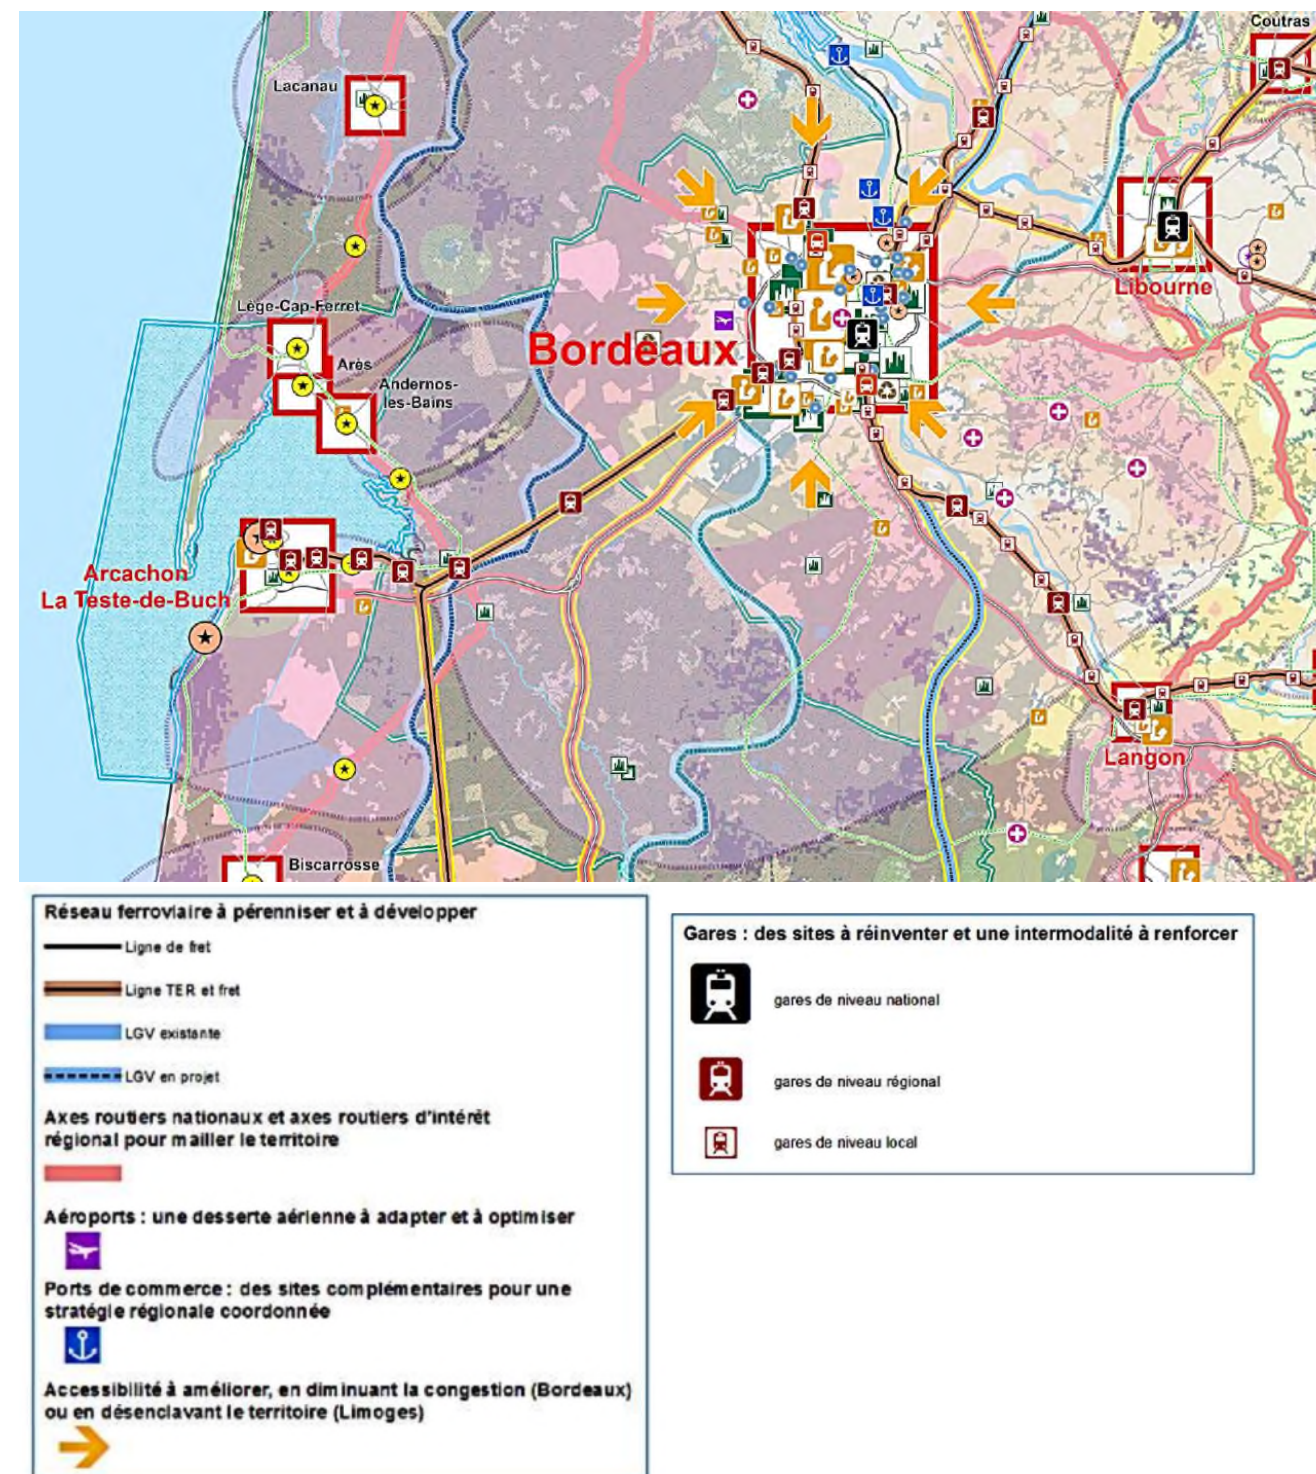 Coutras
Lacanau
Lège-Cap-Ferret
Libourne
Bordeaux
Arès
Andernos-
les-Bains
Arcachon
La Teste-de-Buch
Langon
Biscarrosse
Réseau ferroviaire à pérenniser et à développer
Ligne de fret
Ligne TER et fret
LGV existante
LGV en projet
Axes routiers nationaux et axes routiers d'intérêt
régional pour mailler le territoire
Aéroports : une desserte aérienne à adapter et à optimiser
Ports de commerce : des sites complémentaires pour une
stratégie régionale coordonnée
Accessibilité à améliorer, en diminuant la congestion (Bordeaux)
ou en désenclavant le territoire (Limoges)
Gares : des sites à réinventer et une intermodalité à renforcer
gares de niveau national
gares de niveau régional
gares de niveau local